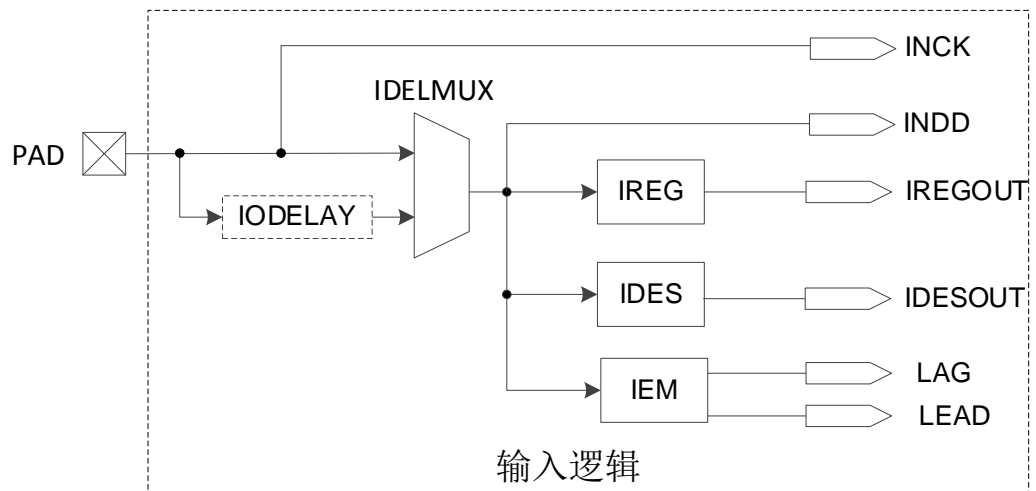 INCK
IDELMUX
INDD
PAD
IREG
IREGOUT
IODELAY
IDES
IDESOUT
IEM
LAG
LEAD
输入逻辑